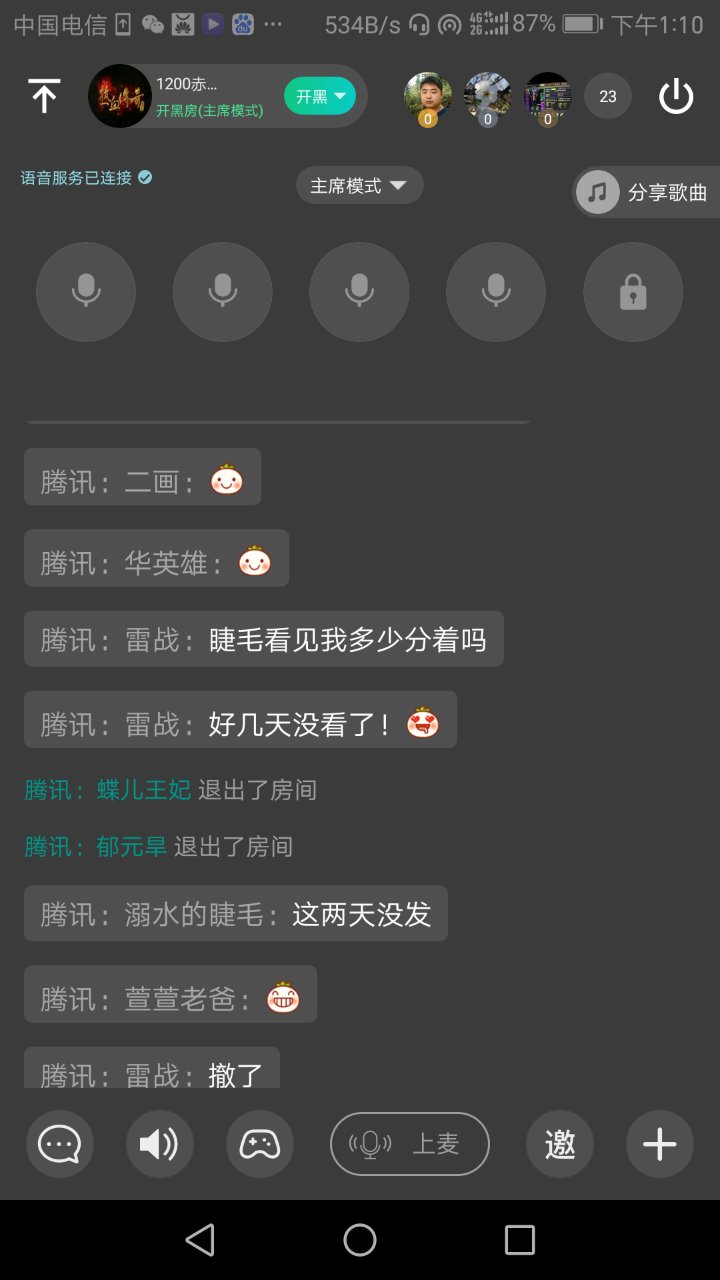 中国电信 ··· 534B/s 4G 2G 87% 下午1:10
热血传奇 1200赤... 开黑
开黑房(主席模式)
0 0 0 23
语音服务已连接 主席模式 分享歌曲
腾讯：二画：
腾讯：华英雄：
腾讯：雷战：睫毛看见我多少分着吗
腾讯：雷战：好几天没看了！
腾讯：蝶儿王妃 退出了房间
腾讯：郁元旱 退出了房间
腾讯：溺水的睫毛：这两天没发
腾讯：萱萱老爸：
腾讯：雷战：撤了
上麦 邀